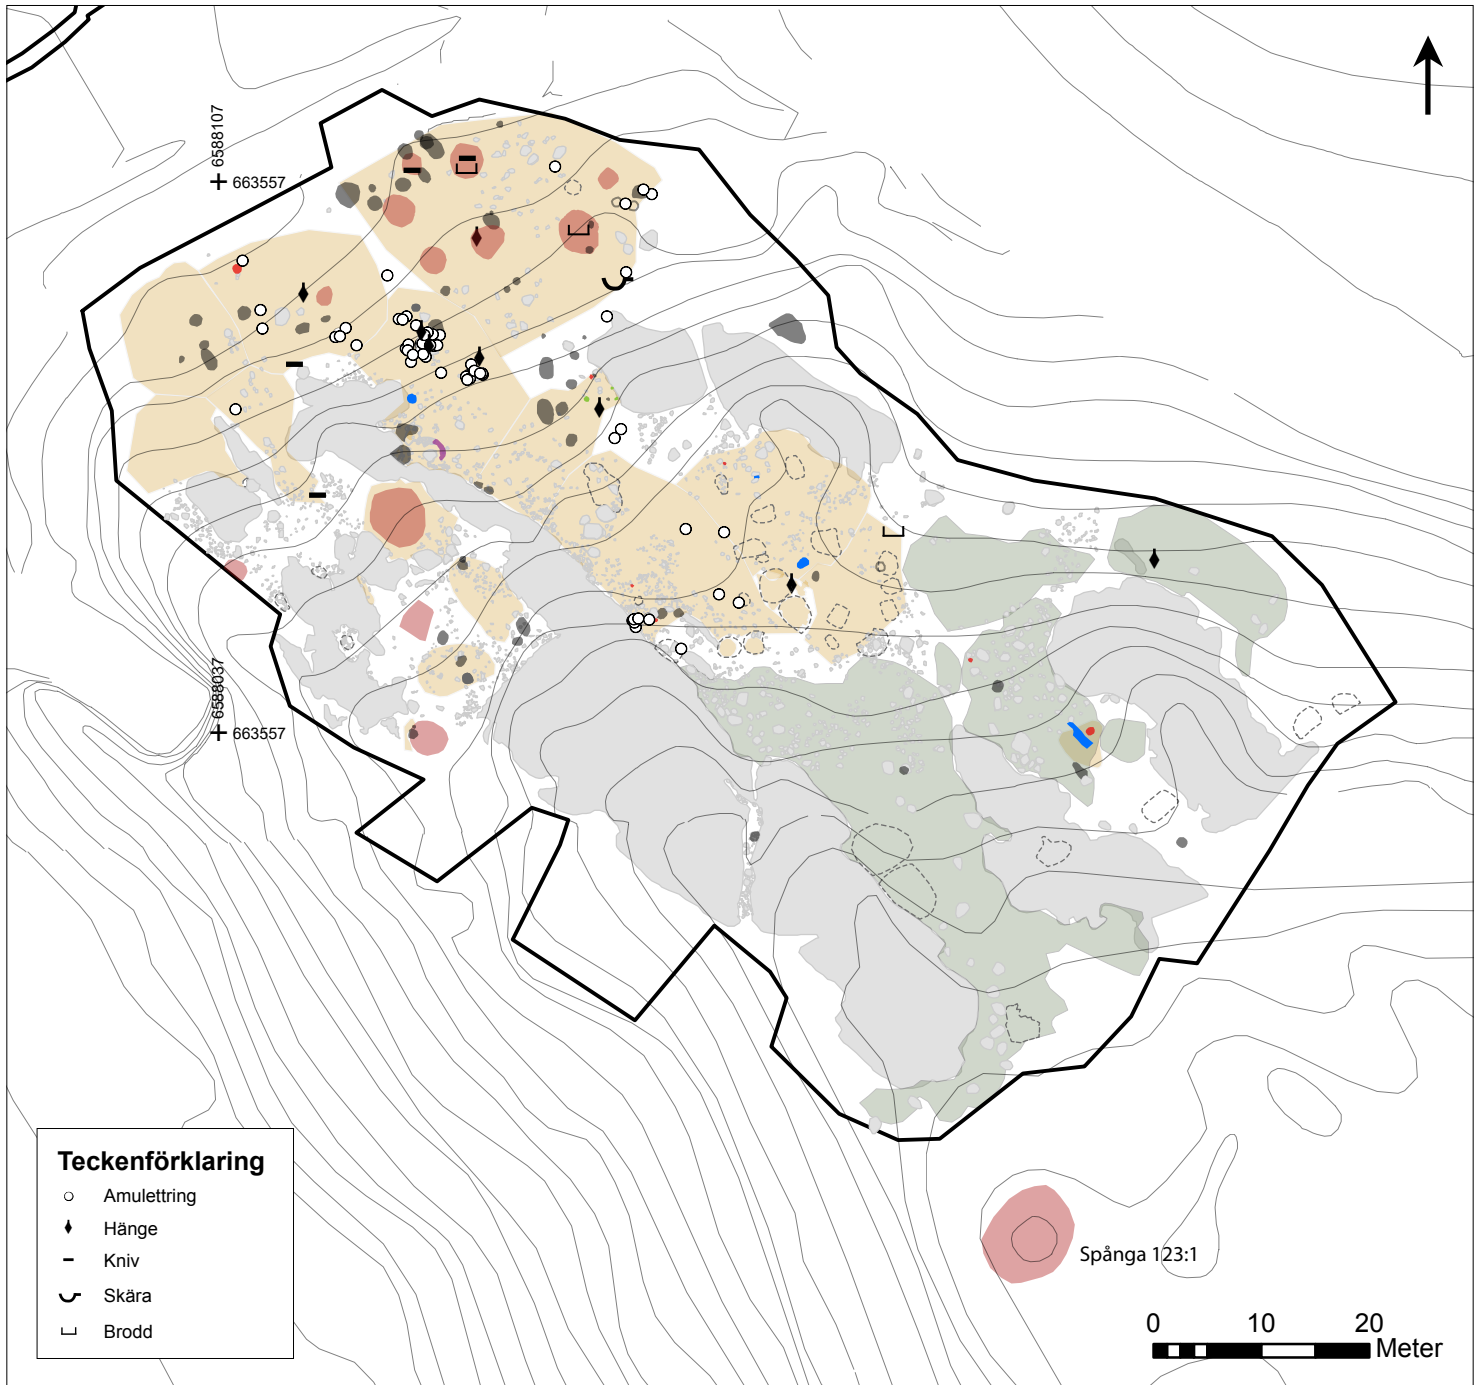 6588107
663557
6588037
663557
Teckenförklaring
Amulettring
Hänge
Kniv
Skära
Brodd
Spånga 123:1
0 10 20
Meter